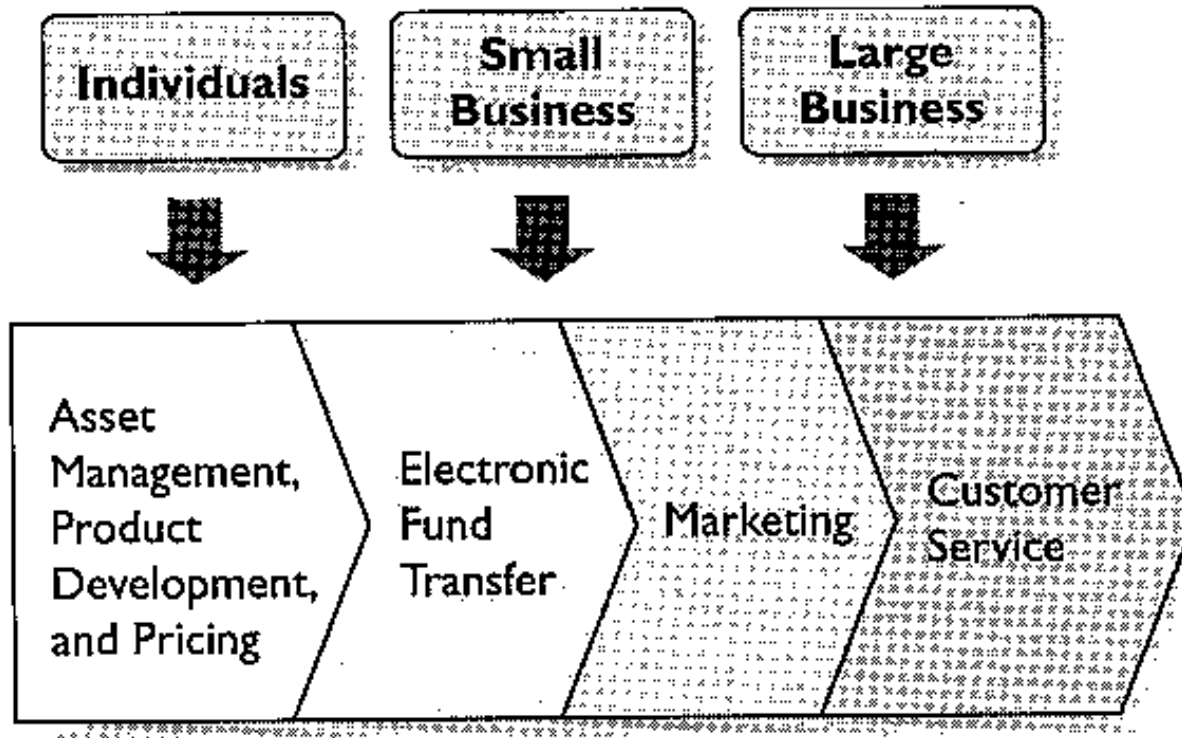 Individuals
Small
Business
Large
Business
Asset
Management,
Product
Development,
and Pricing
Electronic
Fund
Transfer
Marketing
Customer
Service